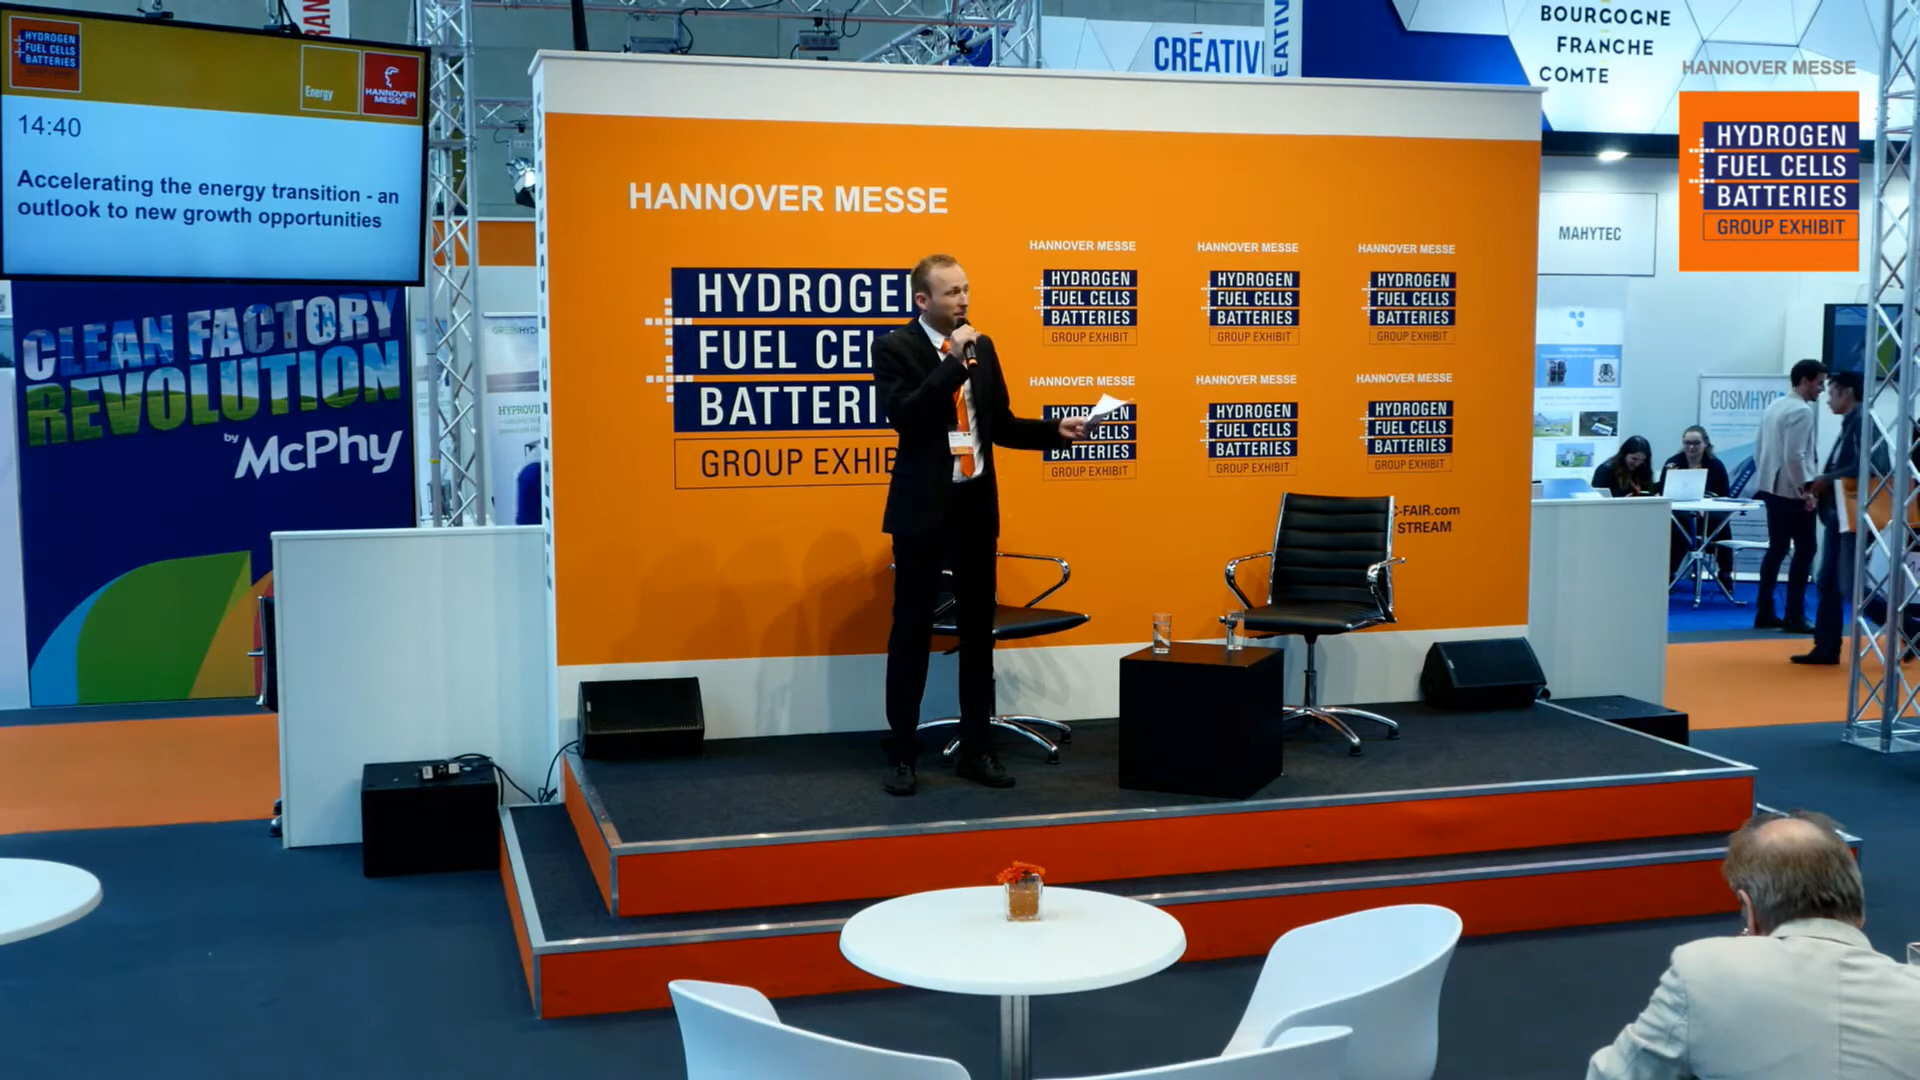 HYDROGEN
FUEL CELLS
BATTERIES
Energy
HANNOVER
MESSE
14:40
Accelerating the energy transition - an
outlook to new growth opportunities
CLEAN FACTORY
REVOLUTION
by
McPhy
CRÉATIV
BOURGOGNE
FRANCHE
COMTE
HANNOVER MESSE
HYDROGEN
FUEL CELLS
BATTERIES
GROUP EXHIBIT
HANNOVER MESSE
HYDROGE
FUEL CE
BATTERI
GROUP EXHIB
HANNOVER MESSE
HYDROGEN
FUEL CELLS
BATTERIES
GROUP EXHIBIT
HANNOVER MESSE
HYDROGEN
FUEL CELLS
BATTERIES
GROUP EXHIBIT
HANNOVER MESSE
HYDROGEN
FUEL CELLS
BATTERIES
GROUP EXHIBIT
HANNOVER MESSE
CELLS
BATTERIES
GROUP EXHIBIT
HANNOVER MESSE
HYDROGEN
FUEL CELLS
BATTERIES
GROUP EXHIBIT
HANNOVER MESSE
HYDROGEN
FUEL CELLS
BATTERIES
GROUP EXHIBIT
C-FAIR.com
STREAM
MAHYTEC
COSMHYC